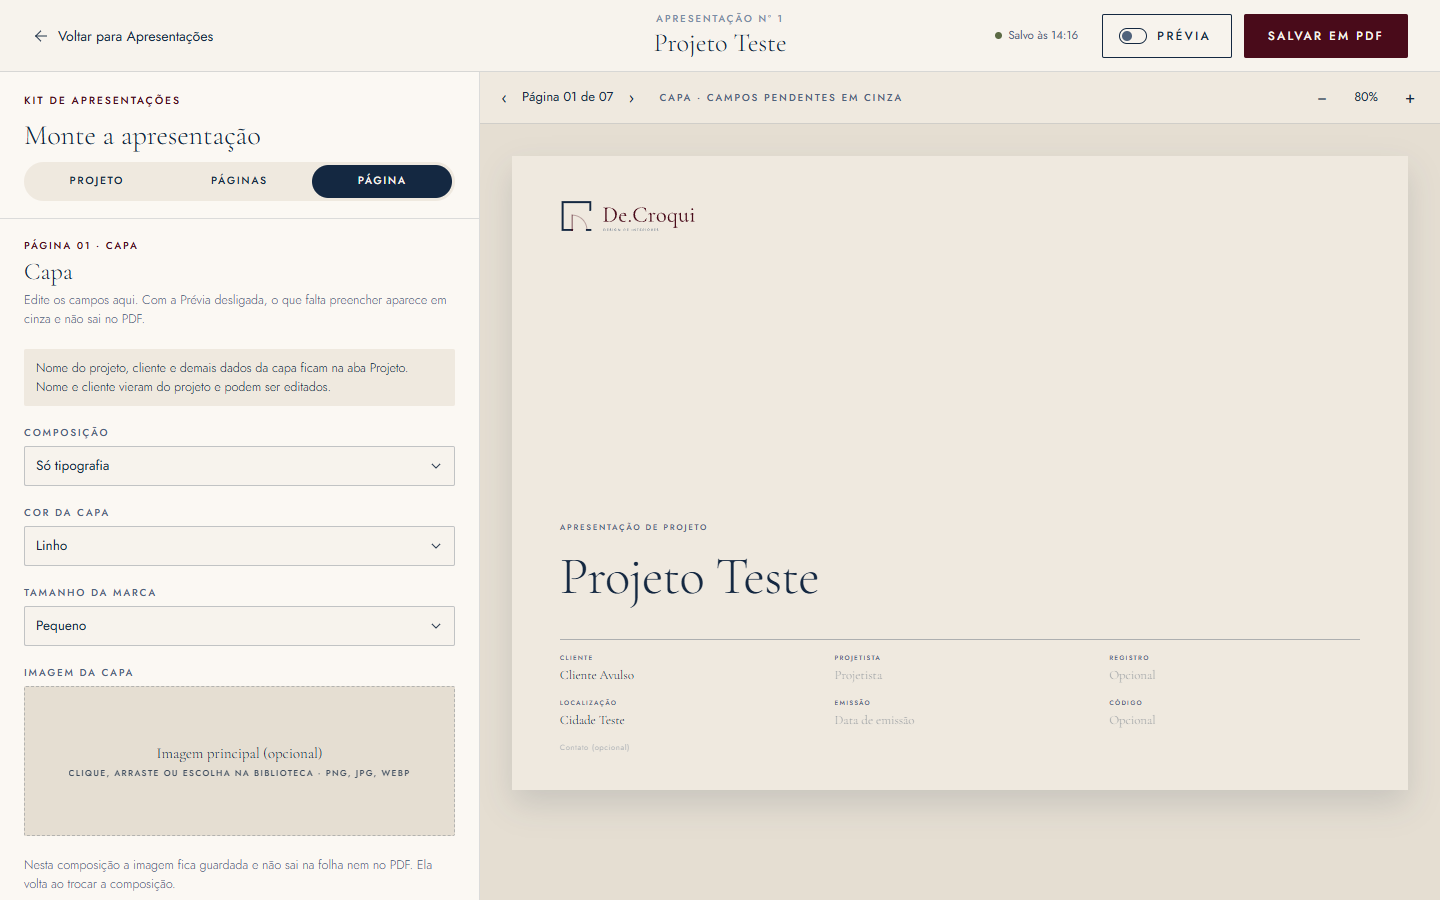 Voltar para Apresentações
APRESENTAÇÃO Nº 1
Projeto Teste
Salvo às 14:16
PRÉVIA
SALVAR EM PDF
KIT DE APRESENTAÇÕES
Monte a apresentação
PROJETO
PÁGINAS
PÁGINA
PÁGINA 01 · CAPA
Capa
Edite os campos aqui. Com a Prévia desligada, o que falta preencher aparece em
cinza e não sai no PDF.
Nome do projeto, cliente e demais dados da capa ficam na aba Projeto.
Nome e cliente vieram do projeto e podem ser editados.
COMPOSIÇÃO
Só tipografia
COR DA CAPA
Linho
TAMANHO DA MARCA
Pequeno
IMAGEM DA CAPA
Imagem principal (opcional)
CLIQUE, ARRASTE OU ESCOLHA NA BIBLIOTECA · PNG, JPG, WEBP
Nesta composição a imagem fica guardada e não sai na folha nem no PDF. Ela
volta ao trocar a composição.
‹ Página 01 de 07 ›
CAPA · CAMPOS PENDENTES EM CINZA
− 80% +
De.Croqui
DESIGN DE INTERIORES
APRESENTAÇÃO DE PROJETO
Projeto Teste
CLIENTE
Cliente Avulso
PROJETISTA
Projetista
REGISTRO
Opcional
LOCALIZAÇÃO
Cidade Teste
EMISSÃO
Data de emissão
CÓDIGO
Opcional
Contato (opcional)